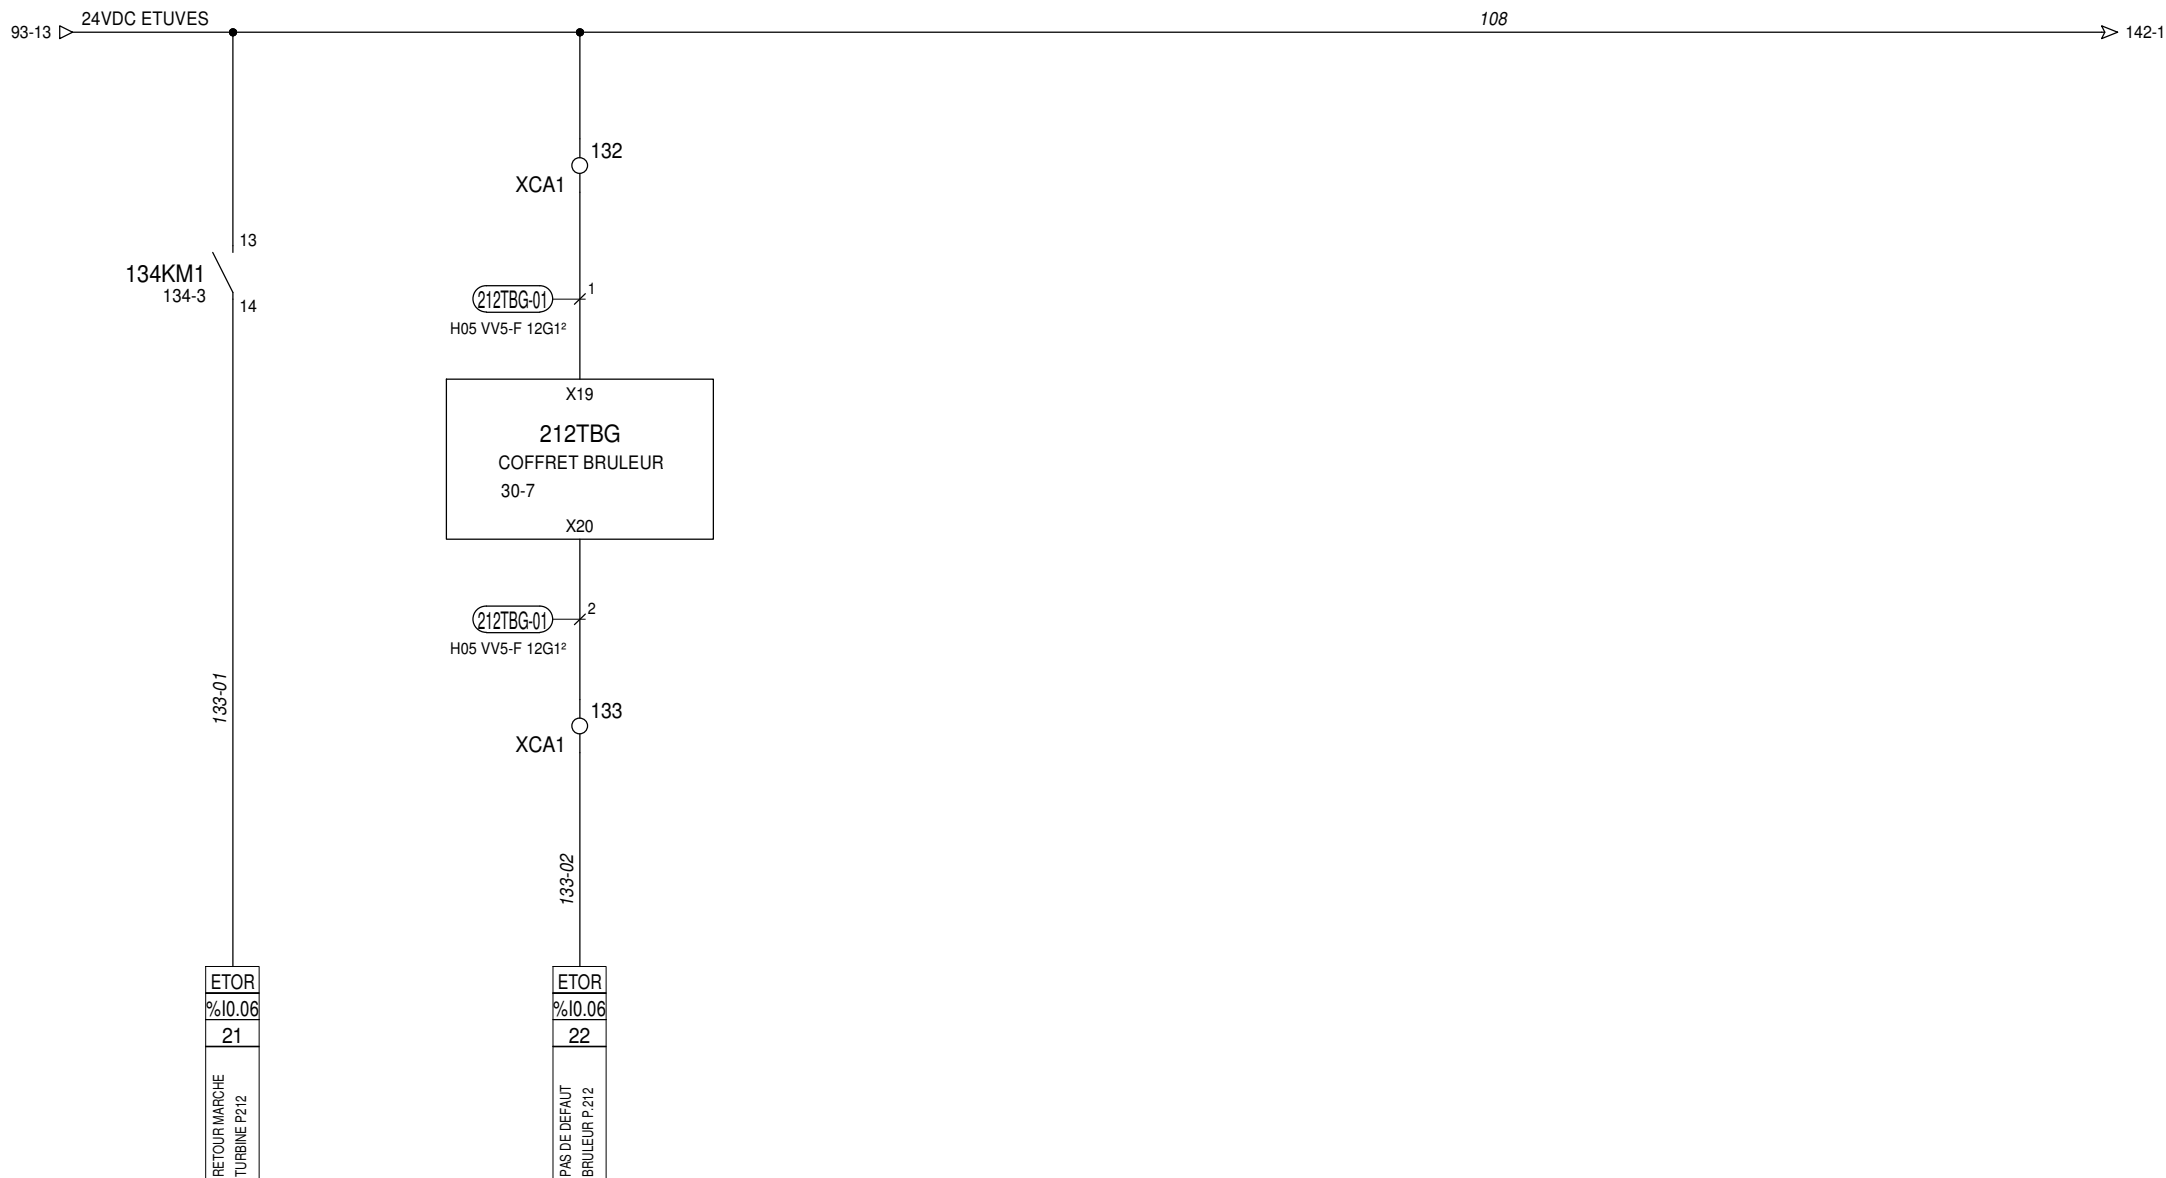 24VDC ETUVES
108
93-13
142-1
132
XCA1
13
134KM1
134-3
14
1
212TBG-01
H05 VV5-F 12G1²
X19
212TBG
COFFRET BRULEUR
30-7
X20
2
212TBG-01
H05 VV5-F 12G1²
133-01
133
XCA1
133-02
ETOR
%I0.06
21
RETOUR MARCHE
TURBINE P212
ETOR
%I0.06
22
PAS DE DEFAUT
BRULEUR P.212